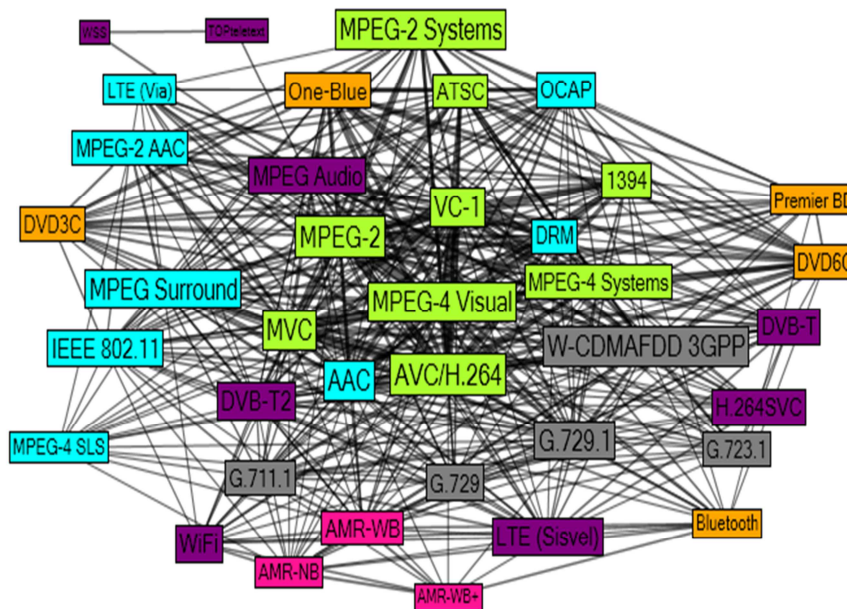 MPEG-2 Systems
WSS
TOPteletext
LTE (Via)
One-Blue
ATSC
OCAP
MPEG-2 AAC
MPEG Audio
1394
Premier BD
VC-1
DVD3C
MPEG-2
DRM
DVD6C
MPEG Surround
MPEG-4 Visual
MPEG-4 Systems
MVC
DVB-T
IEEE 802.11
W-CDMAFDD 3GPP
AAC
AVC/H.264
DVB-T2
H.264SVC
MPEG-4 SLS
G.729.1
G.723.1
G.711.1
G.729
WiFi
AMR-WB
LTE (Sisvel)
Bluetooth
AMR-NB
AMR-WB+